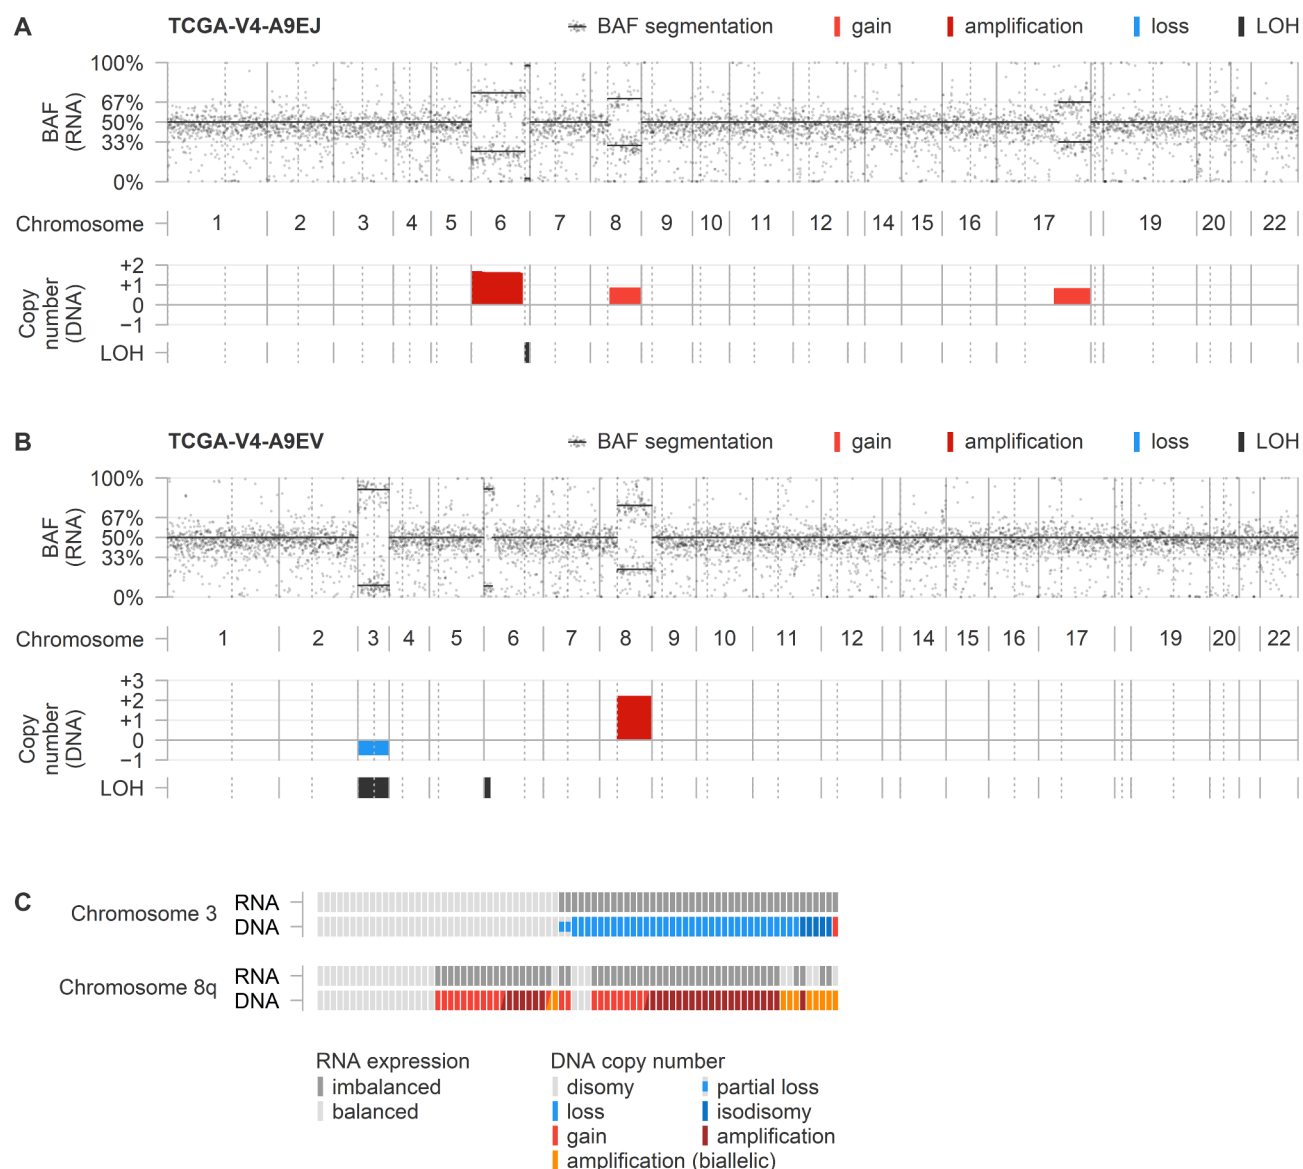 A TCGA-V4-A9EJ BAF segmentation gain amplification loss LOH
100%
67%
50%
33%
0%
BAF
(RNA)
Chromosome 1 2 3 4 5 6 7 8 9 10 11 12 14 15 16 17 19 20 22
+2
+1
0
−1
Copy
number
(DNA)
LOH
B TCGA-V4-A9EV BAF segmentation gain amplification loss LOH
100%
67%
50%
33%
0%
BAF
(RNA)
Chromosome 1 2 3 4 5 6 7 8 9 10 11 12 14 15 16 17 19 20 22
+3
+2
+1
0
−1
Copy
number
(DNA)
LOH
C
Chromosome 3 RNA
DNA
Chromosome 8q RNA
DNA
RNA expression DNA copy number
imbalanced disomy partial loss
balanced loss isodisomy
gain amplification
amplification (biallelic)